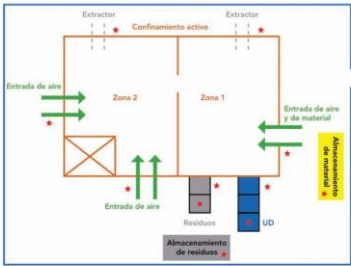 Extractor
Extractor
Confinamiento activo
Entrada de aire
Zona 2
Zona 1
Entrada de aire
y de material
Almacenamiento
de material
Entrada de aire
Residuos
UD
Almacenamiento
de residuos